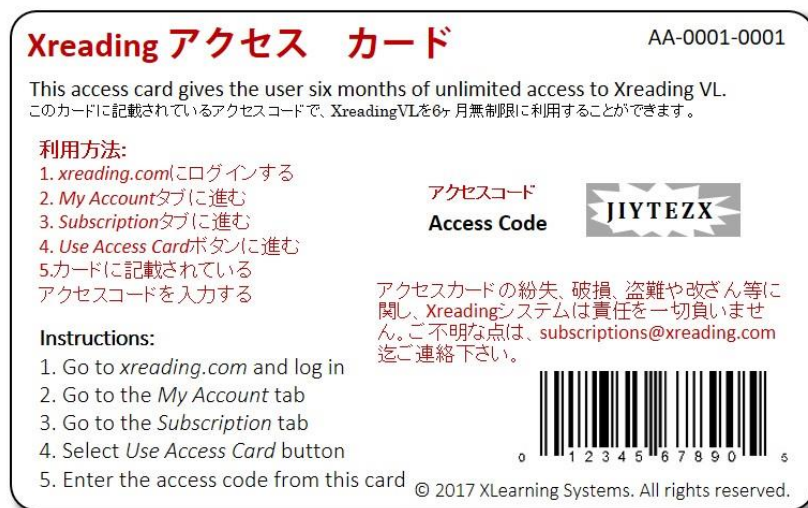 Xreading アクセス　カード
AA-0001-0001
This access card gives the user six months of unlimited access to Xreading VL.
このカードに記載されているアクセスコードで、XreadingVLを6ヶ月無制限に利用することができます。
利用方法:
1. xreading.comにログインする
2. My Accountタブに進む
3. Subscriptionタブに進む
4. Use Access Cardボタンに進む
5.カードに記載されている
アクセスコードを入力する
アクセスコード
Access Code
JIYTEZX
アクセスカードの紛失、破損、盗難や改ざん等に
関し、Xreadingシステムは責任を一切負いませ
ん。ご不明な点は、subscriptions@xreading.com
迄ご連絡下さい。
Instructions:
1. Go to xreading.com and log in
2. Go to the My Account tab
3. Go to the Subscription tab
4. Select Use Access Card button
5. Enter the access code from this card
0 12345 67890 5
© 2017 XLearning Systems. All rights reserved.